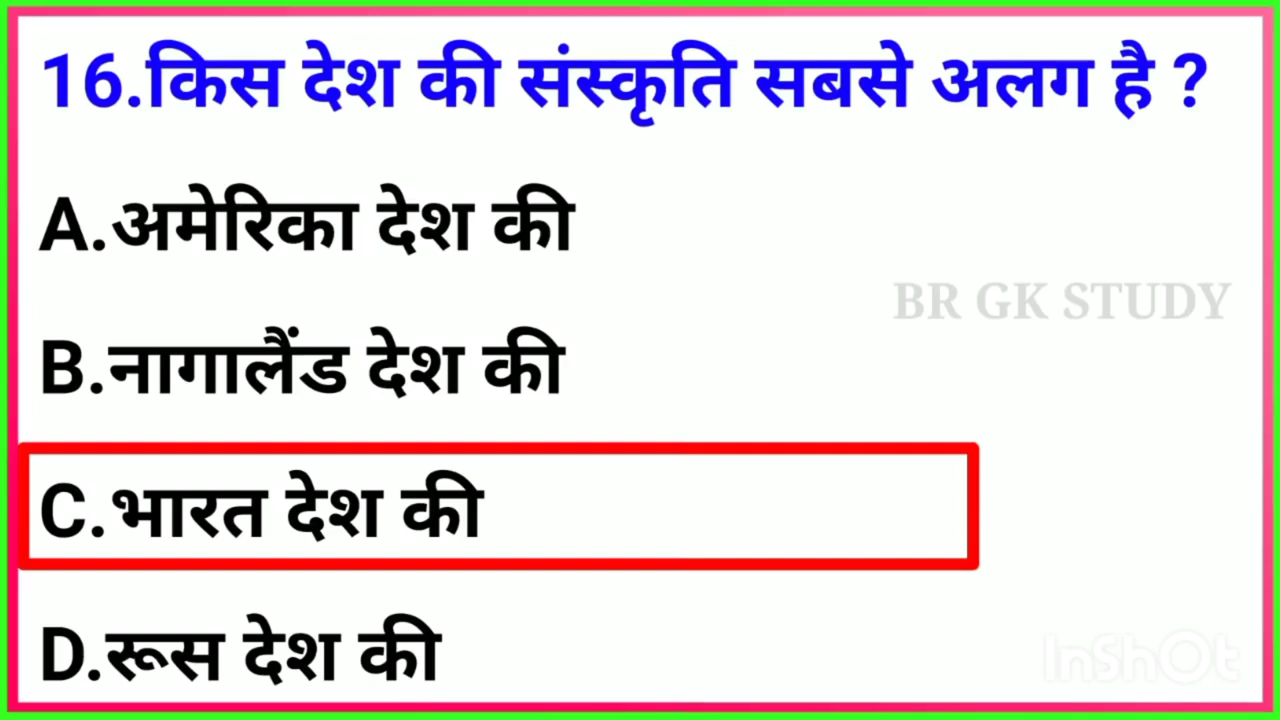 16.किस देश की संस्कृति सबसे अलग है ?
A.अमेरिका देश की
BR GK STUDY
B.नागालैंड देश की
C.भारत देश की
D.रूस देश की
InShOt